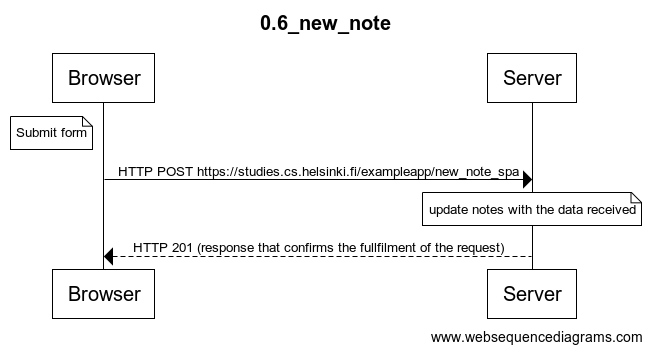 0.6_new_note
Browser
Server
Submit form
HTTP POST https://studies.cs.helsinki.fi/exampleapp/new_note_spa
update notes with the data received
HTTP 201 (response that confirms the fullfilment of the request)
Browser
Server
www.websequencediagrams.com